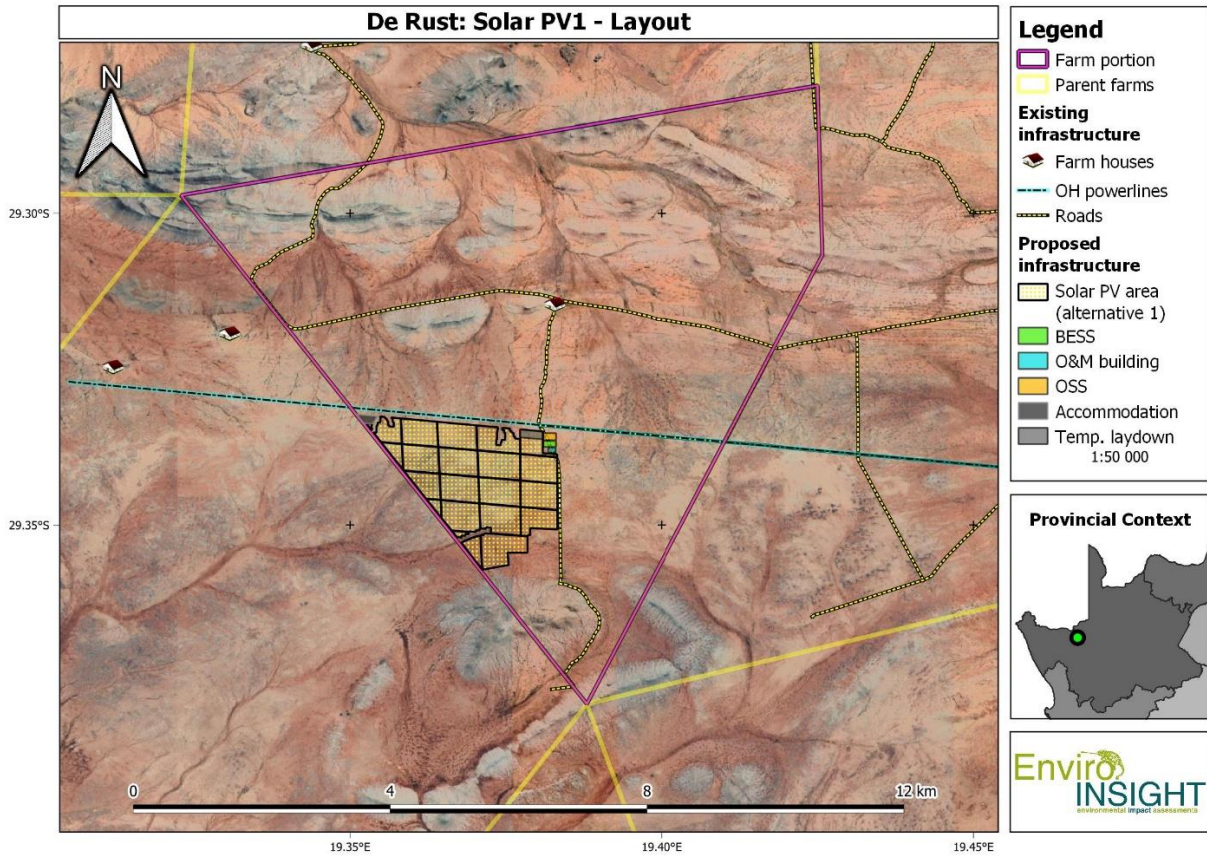 De Rust: Solar PV1 - Layout
N
29.30°S
29.35°S
19.35°E
19.40°E
19.45°E
0
4
8
12 km
Legend
Farm portion
Parent farms
Existing
infrastructure
Farm houses
OH powerlines
Roads
Proposed
infrastructure
Solar PV area
(alternative 1)
BESS
O&M building
OSS
Accommodation
Temp. laydown
1:50 000
Provincial Context
Enviro
INSIGHT
environmental impact assessments